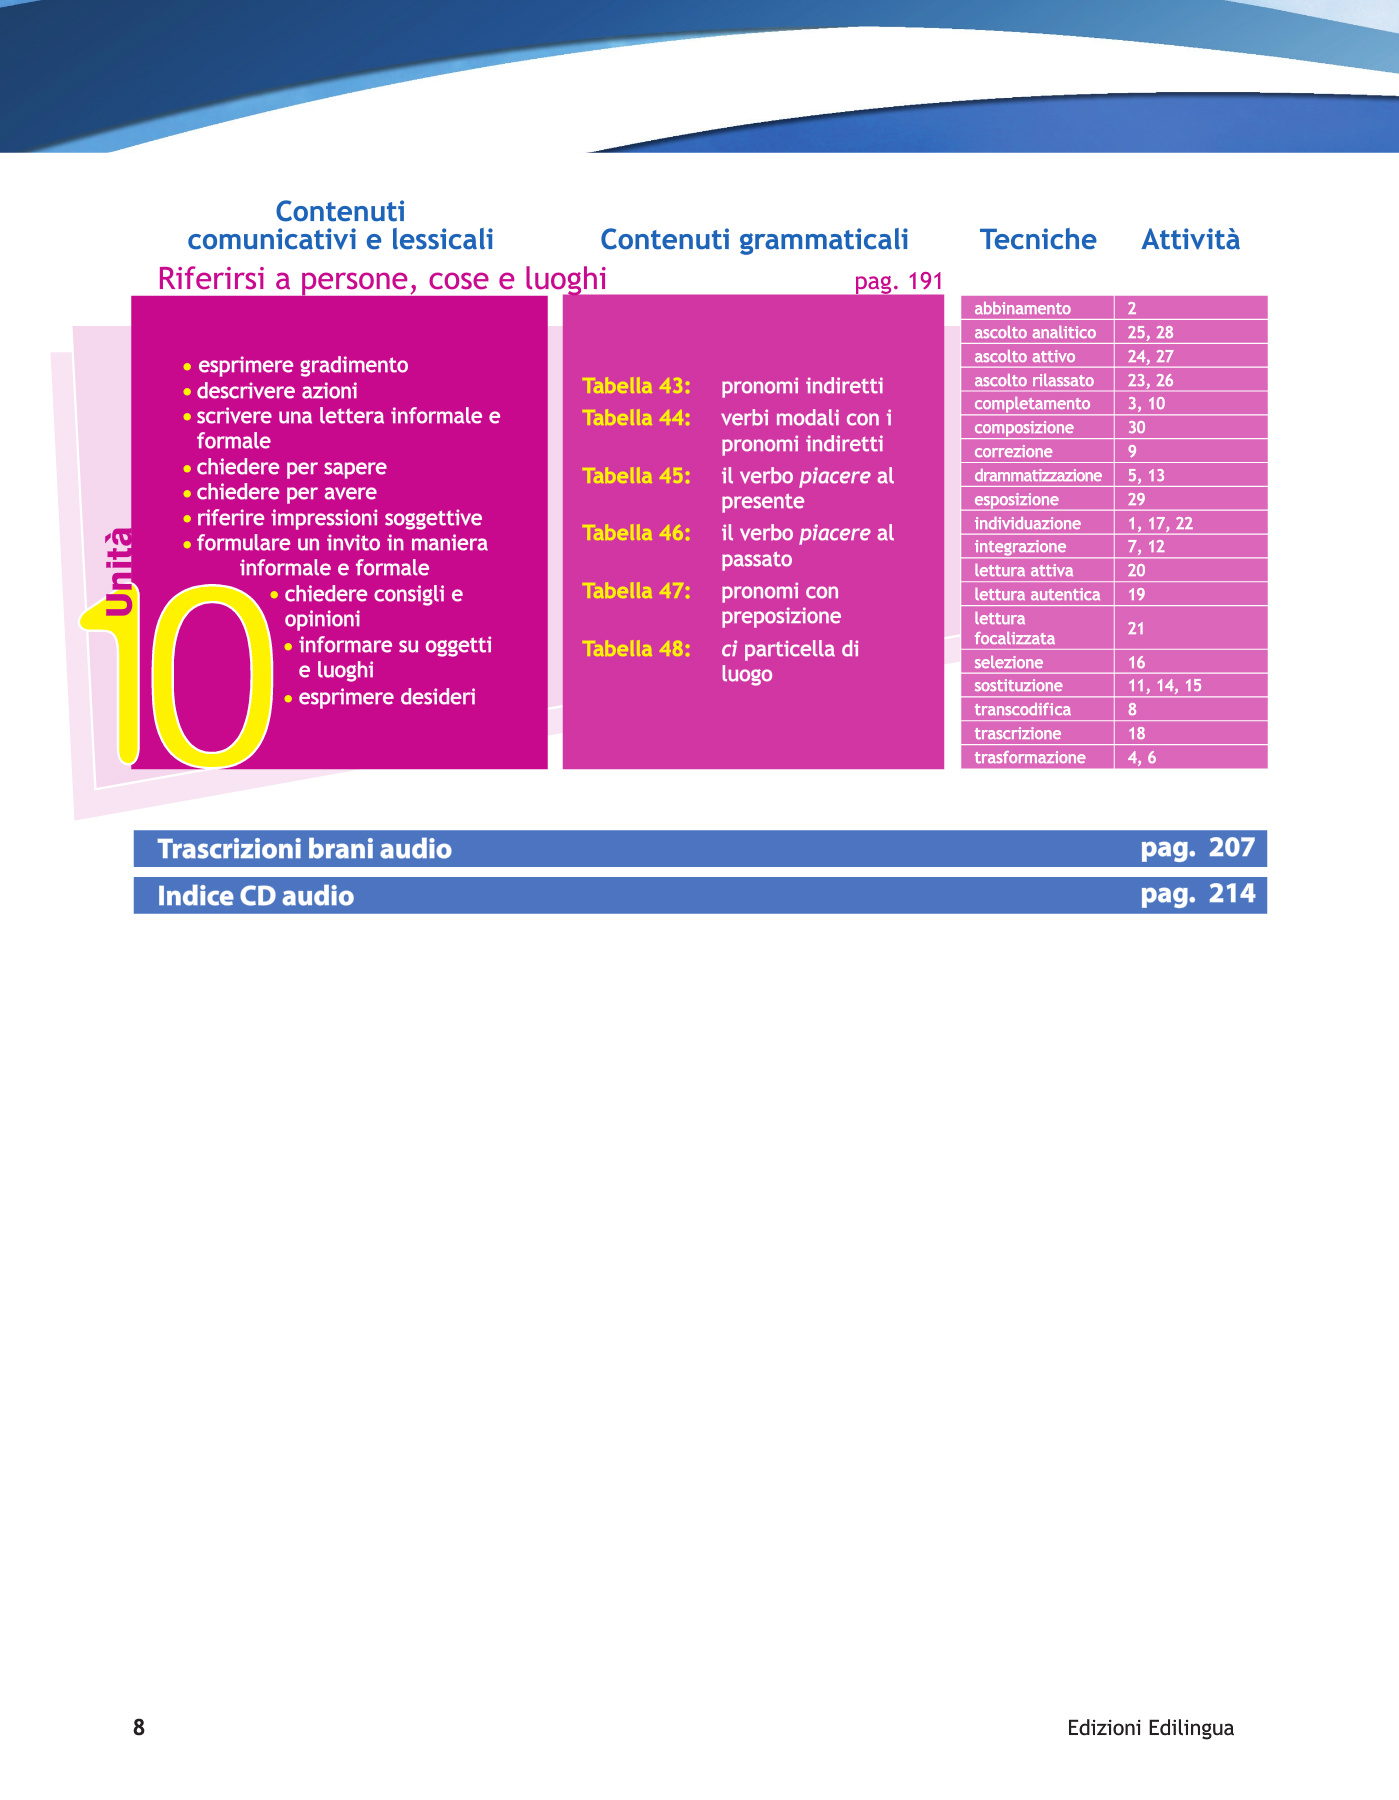 Contenuti
comunicativi e lessicali
Contenuti grammaticali
Tecniche
Attività
Riferirsi a persone, cose e luoghi
pag. 191
Unità
10
• esprimere gradimento
• descrivere azioni
• scrivere una lettera informale e
formale
• chiedere per sapere
• chiedere per avere
• riferire impressioni soggettive
• formulare un invito in maniera
informale e formale
• chiedere consigli e
opinioni
• informare su oggetti
e luoghi
• esprimere desideri
Tabella 43: pronomi indiretti
Tabella 44: verbi modali con i
pronomi indiretti
Tabella 45: il verbo piacere al
presente
Tabella 46: il verbo piacere al
passato
Tabella 47: pronomi con
preposizione
Tabella 48: ci particella di
luogo
abbinamento 2
ascolto analitico 25, 28
ascolto attivo 24, 27
ascolto rilassato 23, 26
completamento 3, 10
composizione 30
correzione 9
drammatizzazione 5, 13
esposizione 29
individuazione 1, 17, 22
integrazione 7, 12
lettura attiva 20
lettura autentica 19
lettura
focalizzata 21
selezione 16
sostituzione 11, 14, 15
transcodifica 8
trascrizione 18
trasformazione 4, 6
Trascrizioni brani audio pag. 207
Indice CD audio pag. 214
8
Edizioni Edilingua